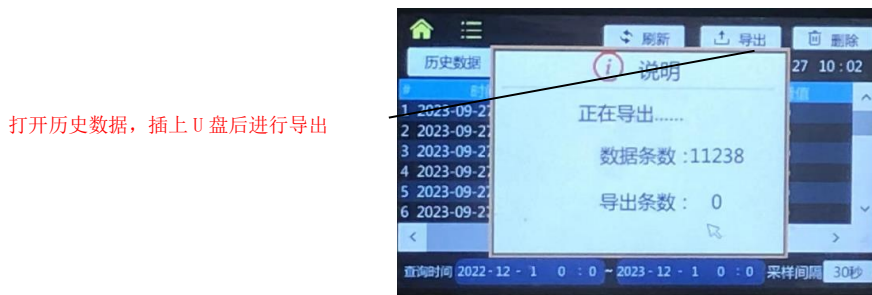 打开历史数据，插上 U 盘后进行导出
刷新 导出 删除
历史数据
27 10:02
说明
# 时
值
1 2023-09-27
2 2023-09-27
3 2023-09-27
4 2023-09-27
5 2023-09-27
6 2023-09-27
正在导出......
数据条数:11238
导出条数: 0
查询时间 2022-12-1 0:0 ~ 2023-12-1 0:0 采样间隔 30秒